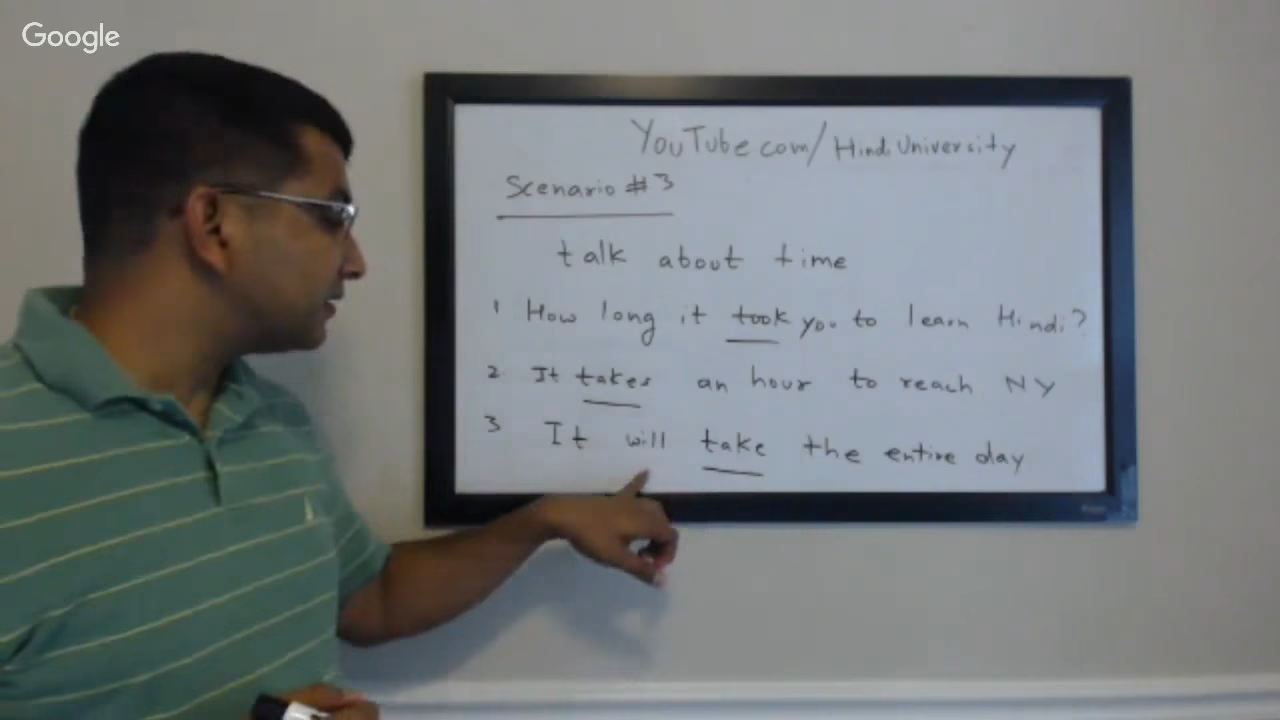 Google
YouTube.com/HindiUniversity
Scenario #3
talk about time
1 How long it took you to learn Hindi?
2 It takes an hour to reach NY
3 It will take the entire day